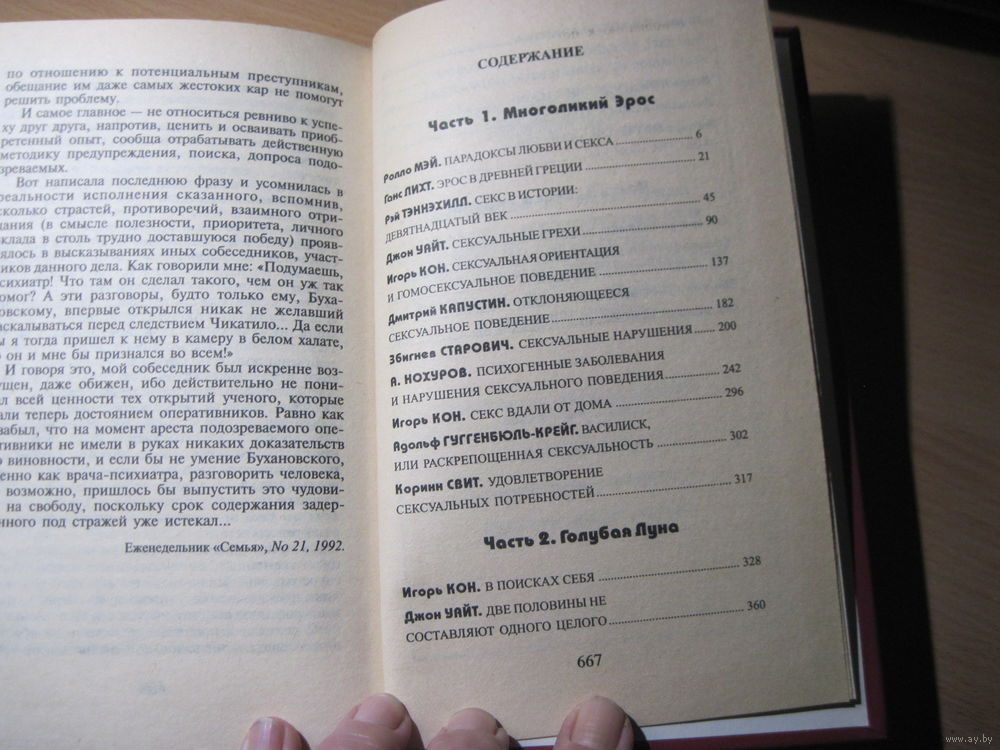 по отношению к потенциальным преступникам,
обещание им даже самых жестоких кар не помогут
решить проблему.
И самое главное — не относиться ревниво к успе-
ху друг друга, напротив, ценить и осваивать приоб-
ретенный опыт, сообща отрабатывать действенную
методику предупреждения, поиска, допроса подо-
зреваемых.
Вот написала последнюю фразу и усомнилась в
реальности исполнения сказанного, вспомнив,
сколько страстей, противоречий, взаимного отри-
цания (в смысле полезности, приоритета, личного
вклада в столь трудно доставшуюся победу) прояв-
лялось в высказываниях иных собеседников, участ-
ников данного дела. Как говорили мне: «Подумаешь,
психиатр! Что там он сделал такого, чем он уж так
помог? А эти разговоры, будто только ему, Буха-
новскому, впервые открылся никак не желавший
раскалываться перед следствием Чикатило... Да если
бы я тогда пришел к нему в камеру в белом халате,
то он и мне бы признался во всем!»
И говоря это, мой собеседник был искренне воз-
мущен, даже обижен, ибо действительно не пони-
мал всей ценности тех открытий ученого, которые
стали теперь достоянием оперативников. Равно как
забыл, что на момент ареста подозреваемого опе-
ративники не имели в руках никаких доказательств
его виновности, и если бы не умение Бухановского,
именно как врача-психиатра, разговорить человека,
возможно, пришлось бы выпустить это чудови-
на свободу, поскольку срок содержания задер-
жанного под стражей уже истекал...
Еженедельник «Семья», No 21, 1992.
СОДЕРЖАНИЕ
Часть 1. Многоликий Эрос
Ролло МЭЙ. ПАРАДОКСЫ ЛЮБВИ И СЕКСА 6
Ганс ЛИХТ. ЭРОС В ДРЕВНЕЙ ГРЕЦИИ 21
Рэй ТЭННЭХИЛЛ. СЕКС В ИСТОРИИ:
ДЕВЯТНАДЦАТЫЙ ВЕК 45
Джон УАЙТ. СЕКСУАЛЬНЫЕ ГРЕХИ 90
Игорь КОН. СЕКСУАЛЬНАЯ ОРИЕНТАЦИЯ
И ГОМОСЕКСУАЛЬНОЕ ПОВЕДЕНИЕ 137
Дмитрий КАПУСТИН. ОТКЛОНЯЮЩЕЕСЯ
СЕКСУАЛЬНОЕ ПОВЕДЕНИЕ 182
Збигнев СТАРОВИЧ. СЕКСУАЛЬНЫЕ НАРУШЕНИЯ 200
А. НОХУРОВ. ПСИХОГЕННЫЕ ЗАБОЛЕВАНИЯ
И НАРУШЕНИЯ СЕКСУАЛЬНОГО ПОВЕДЕНИЯ 242
Игорь КОН. СЕКС ВДАЛИ ОТ ДОМА 296
Адольф ГУГГЕНБЮЛЬ-КРЕЙГ. ВАСИЛИСК,
ИЛИ РАСКРЕПОЩЕННАЯ СЕКСУАЛЬНОСТЬ 302
Коринн СВИТ. УДОВЛЕТВОРЕНИЕ
СЕКСУАЛЬНЫХ ПОТРЕБНОСТЕЙ 317
Часть 2. Голубая Луна
Игорь КОН. В ПОИСКАХ СЕБЯ 328
Джон УАЙТ. ДВЕ ПОЛОВИНЫ НЕ
СОСТАВЛЯЮТ ОДНОГО ЦЕЛОГО 360
667
www.ay.by